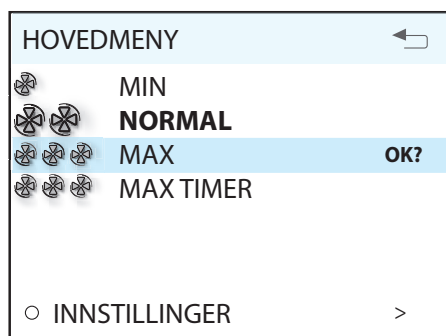 HOVEDMENY
MIN
NORMAL
MAX OK?
MAX TIMER
INNSTILLINGER >